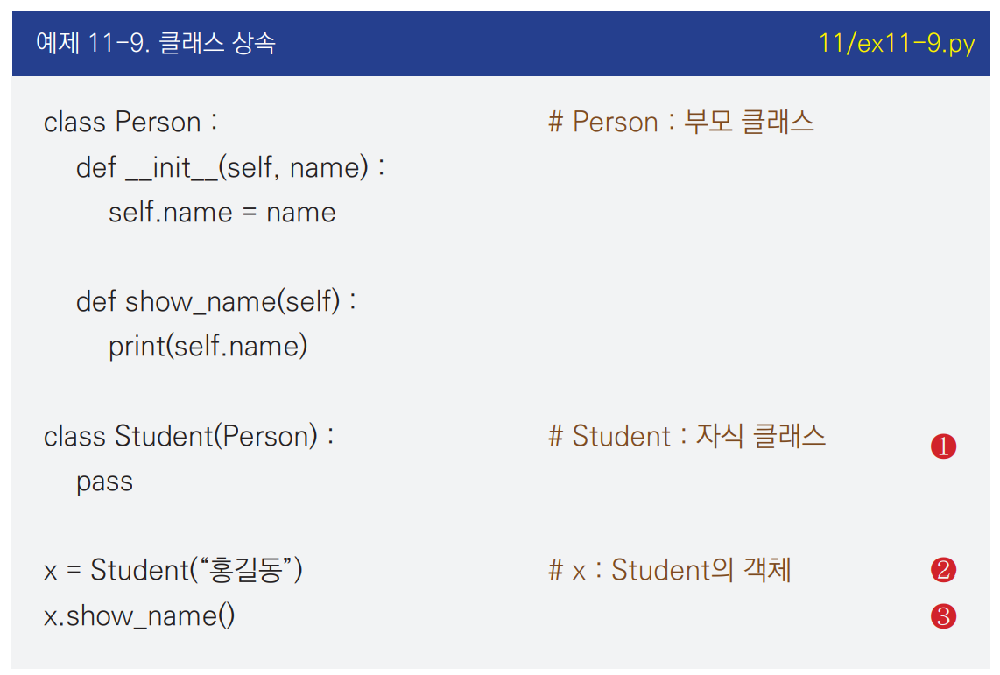 예제 11-9. 클래스 상속 11/ex11-9.py
class Person : # Person : 부모 클래스
def __init__(self, name) :
self.name = name
def show_name(self) :
print(self.name)
class Student(Person) : # Student : 자식 클래스 ❶
pass
x = Student(“홍길동”) # x : Student의 객체 ❷
x.show_name() ❸